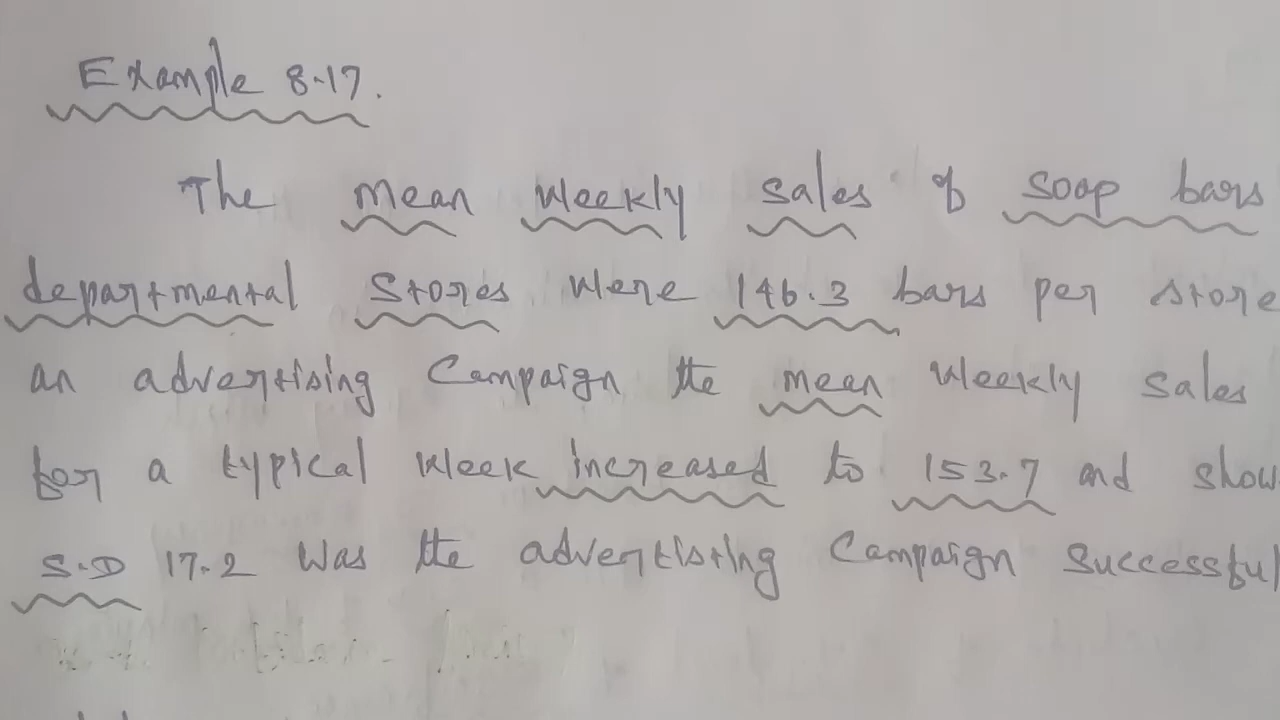 Example 8.17.
The mean weekly sales of soap bars
departmental stores were 146.3 bars per store
an advertising campaign the mean weekly sales
for a typical week increased to 153.7 and show
S.D 17.2 was the advertising campaign successful